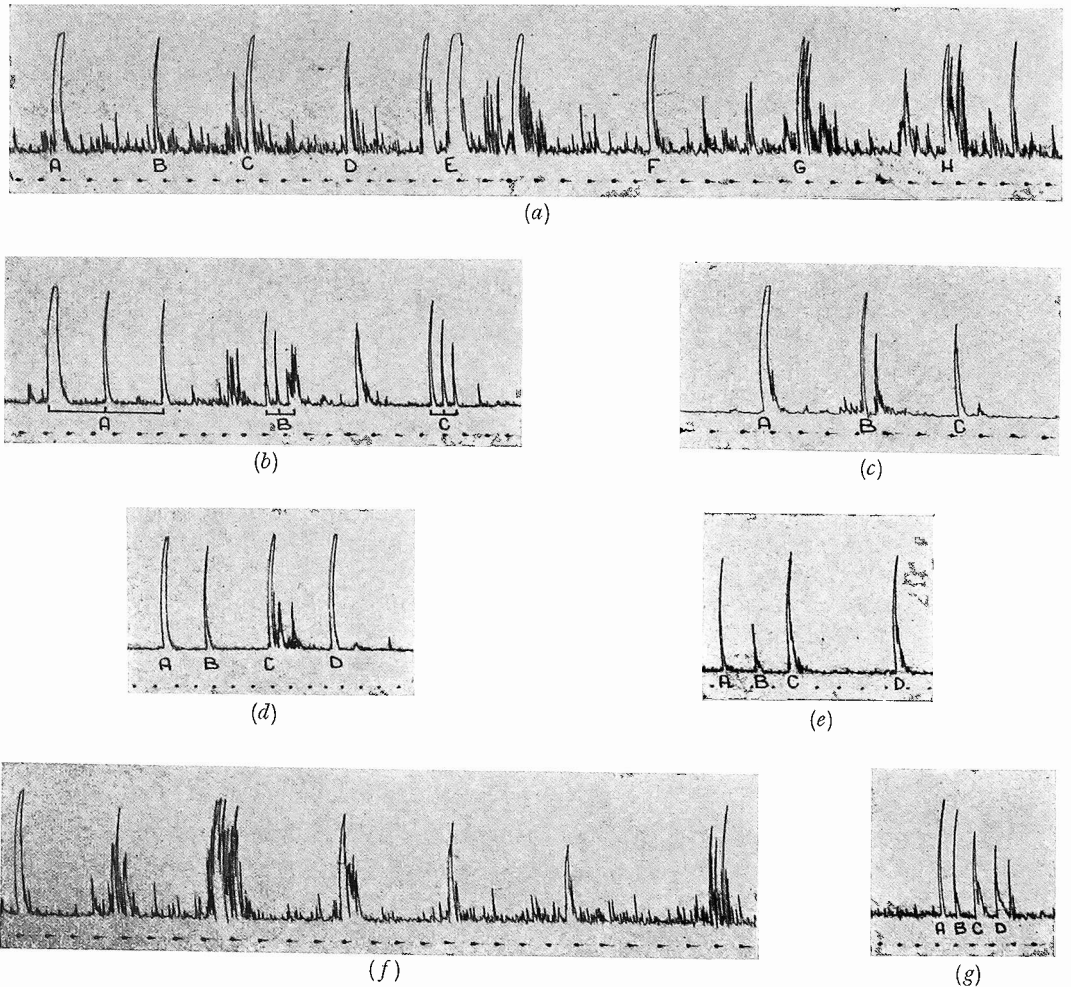 A B C D E F G H
(a)
A B C
(b)
A B C
(c)
A B C D
(d)
A B C D
(e)
(f)
A B C D
(g)